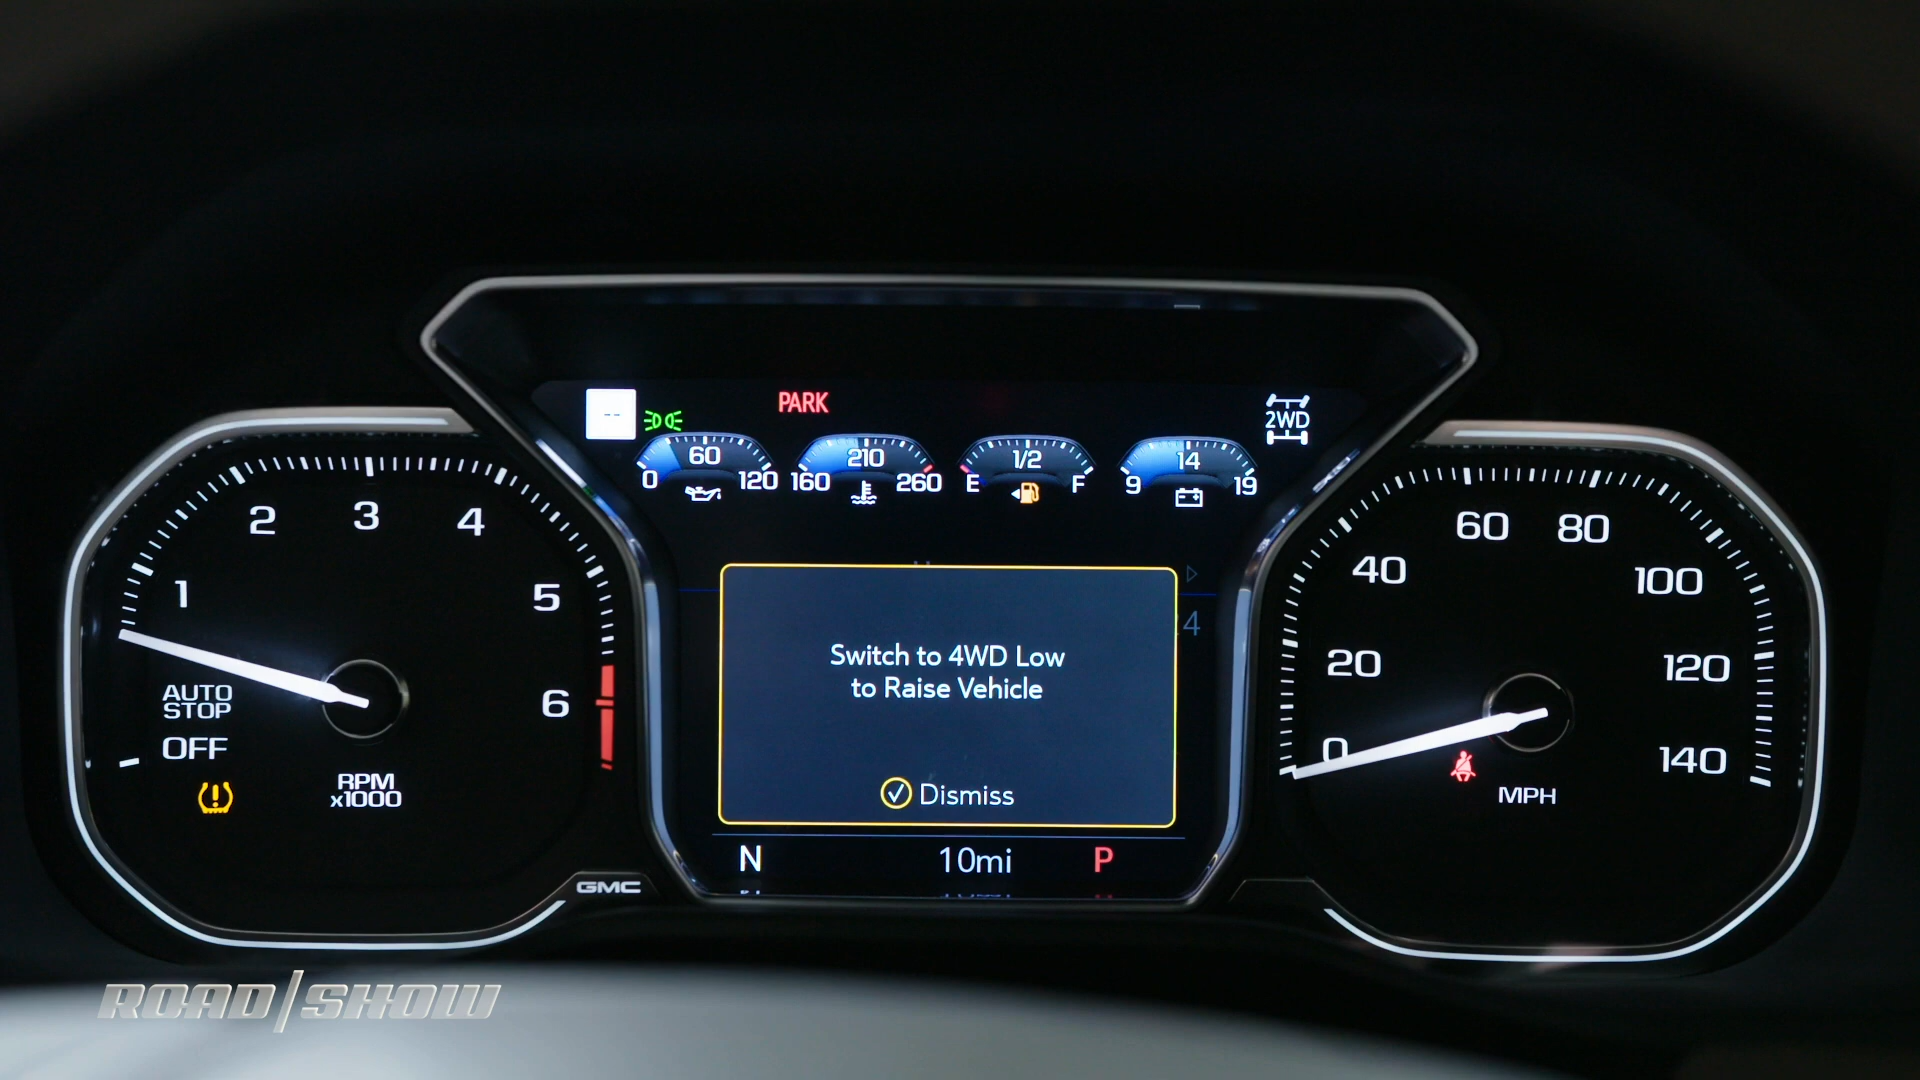 --
PARK
2WD
0 60 120
160 210 260
E 1/2 F
9 14 19
1 2 3 4 5 6
AUTO
STOP
OFF
RPM
x1000
GMC
Switch to 4WD Low
to Raise Vehicle
Dismiss
N 10mi P
0 20 40 60 80 100 120 140
MPH
ROAD/SHOW